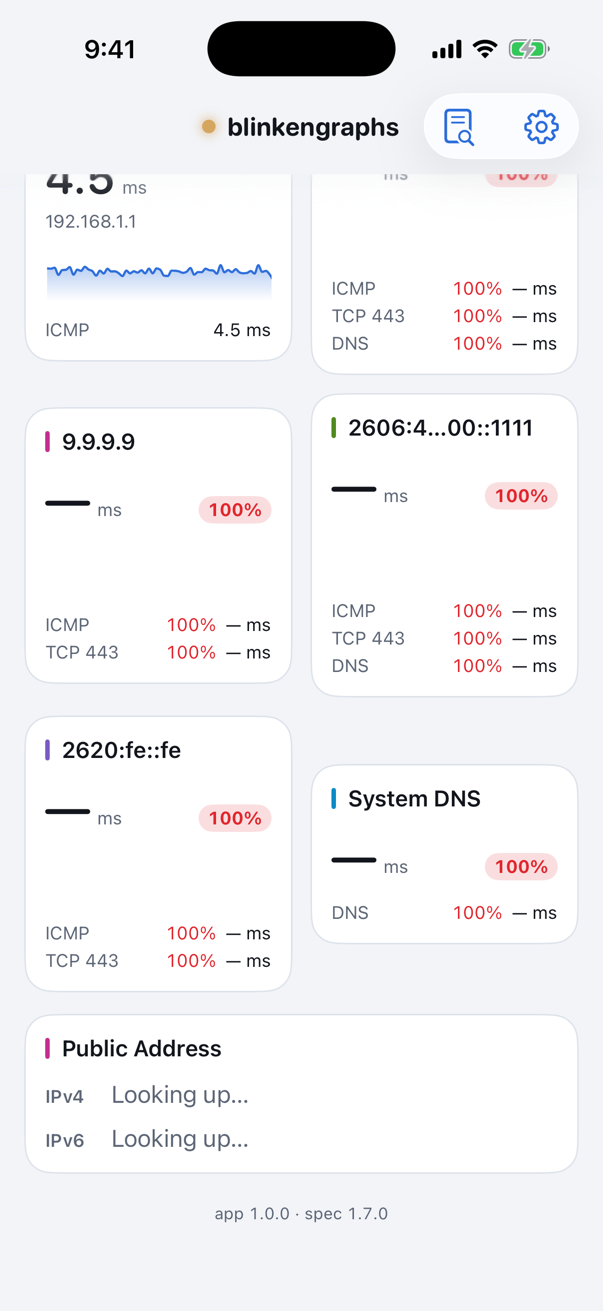 9:41
blinkengraphs
4.5 ms
192.168.1.1
ICMP 4.5 ms
ms 100%
ICMP 100% — ms
TCP 443 100% — ms
DNS 100% — ms
9.9.9.9
— ms 100%
ICMP 100% — ms
TCP 443 100% — ms
2606:4...00::1111
— ms 100%
ICMP 100% — ms
TCP 443 100% — ms
DNS 100% — ms
2620:fe::fe
— ms 100%
ICMP 100% — ms
TCP 443 100% — ms
System DNS
— ms 100%
DNS 100% — ms
Public Address
IPv4 Looking up...
IPv6 Looking up...
app 1.0.0 · spec 1.7.0